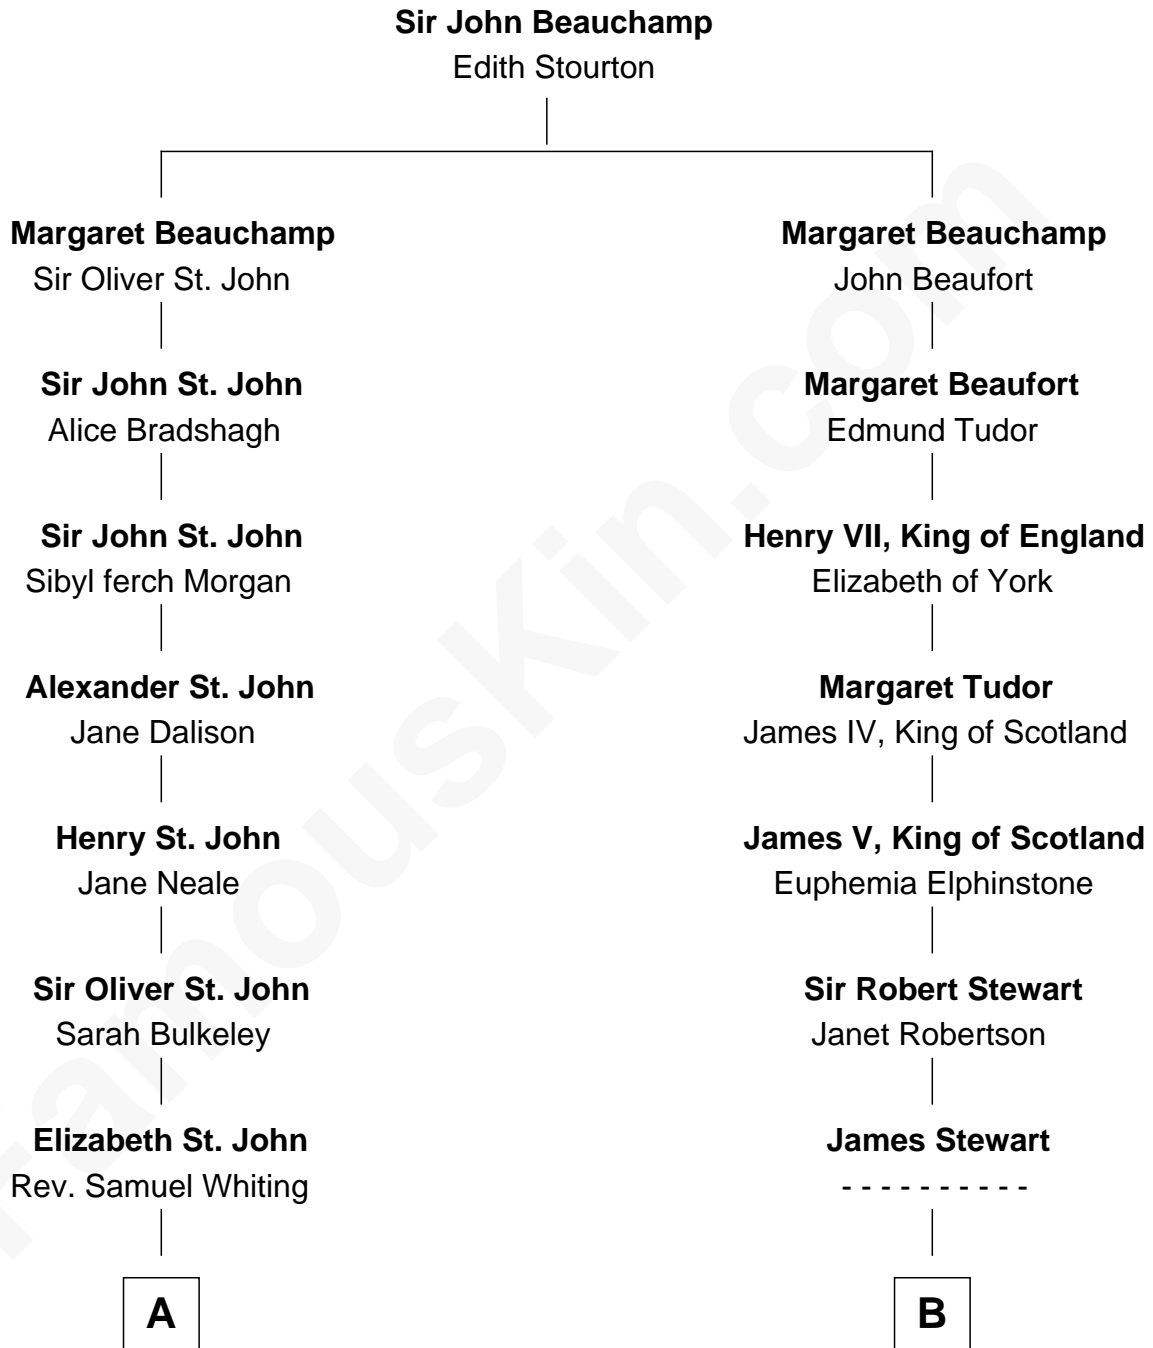 Sir John Beauchamp
Edith Stourton
Margaret Beauchamp
Sir Oliver St. John
Margaret Beauchamp
John Beaufort
Sir John St. John
Alice Bradshagh
Margaret Beaufort
Edmund Tudor
Sir John St. John
Sibyl ferch Morgan
Henry VII, King of England
Elizabeth of York
Alexander St. John
Jane Dalison
Margaret Tudor
James IV, King of Scotland
Henry St. John
Jane Neale
James V, King of Scotland
Euphemia Elphinstone
Sir Oliver St. John
Sarah Bulkeley
Sir Robert Stewart
Janet Robertson
Elizabeth St. John
Rev. Samuel Whiting
James Stewart
- - - - - - - - - -
A
B
FamousKin.com